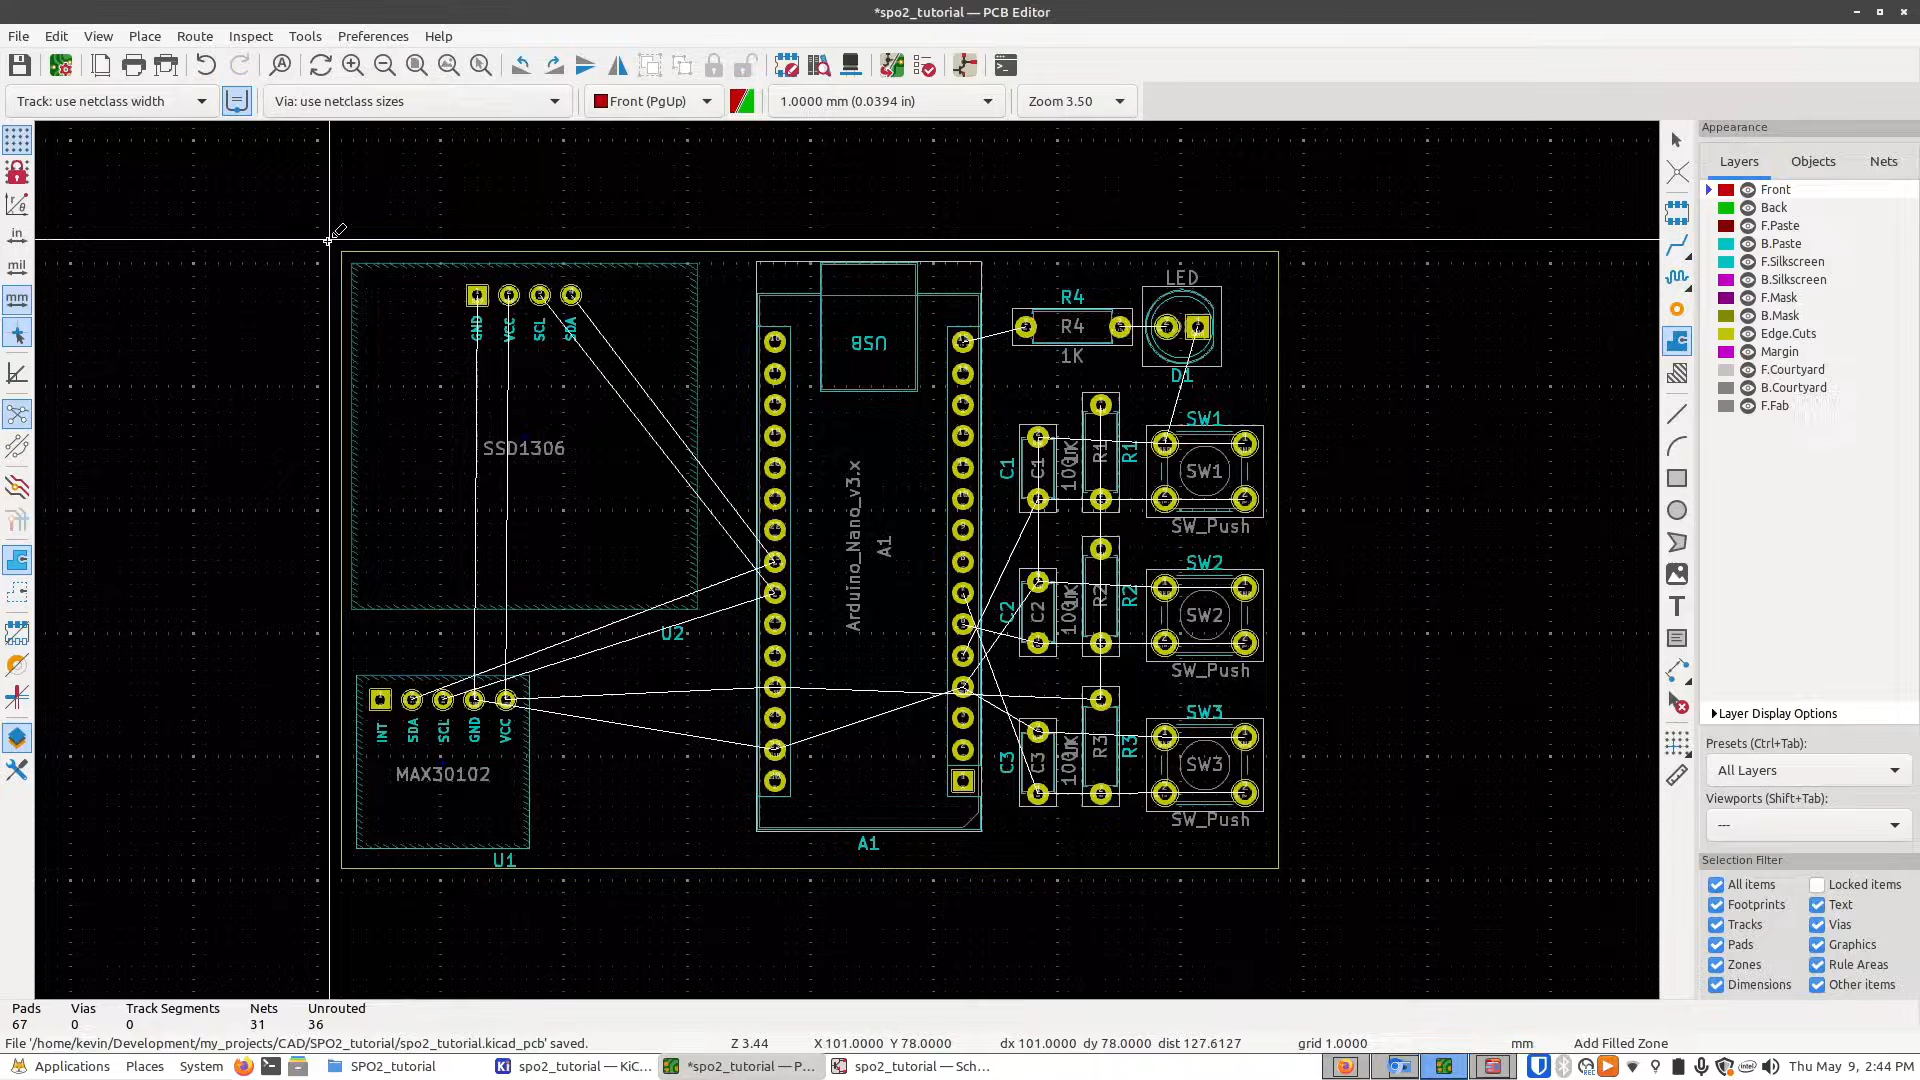 *spo2_tutorial — PCB Editor
File Edit View Place Route Inspect Tools Preferences Help
Track: use netclass width
Via: use netclass sizes
Front (PgUp)
1.0000 mm (0.0394 in)
Zoom 3.50
in
mil
mm
GND
VCC
SCL
SDA
SSD1306
U2
INT
SDA
SCL
GND
VCC
MAX30102
U1
USB
Arduino_Nano_v3.x
A1
A1
R4
R4
1K
LED
D1
C1
C1
R1
R1
SW1
SW1
SW_Push
C2
C2
R2
R2
SW2
SW2
SW_Push
C3
C3
R3
R3
SW3
SW3
SW_Push
Appearance
Layers Objects Nets
Front
Back
F.Paste
B.Paste
F.Silkscreen
B.Silkscreen
F.Mask
B.Mask
Edge.Cuts
Margin
F.Courtyard
B.Courtyard
F.Fab
Layer Display Options
Presets (Ctrl+Tab):
All Layers
Viewports (Shift+Tab):
---
Selection Filter
All items Locked items
Footprints Text
Tracks Vias
Pads Graphics
Zones Rule Areas
Dimensions Other items
Pads Vias Track Segments Nets Unrouted
67 0 0 31 36
File '/home/kevin/Development/my_projects/CAD/SPO2_tutorial/spo2_tutorial.kicad_pcb' saved.
Z 3.44
X 101.0000 Y 78.0000
dx 101.0000 dy 78.0000 dist 127.6127
grid 1.0000
mm
Add Filled Zone
Applications Places System
SPO2_tutorial
spo2_tutorial — KiC...
*spo2_tutorial — P...
spo2_tutorial — Sch...
Thu May 9, 2:44 PM